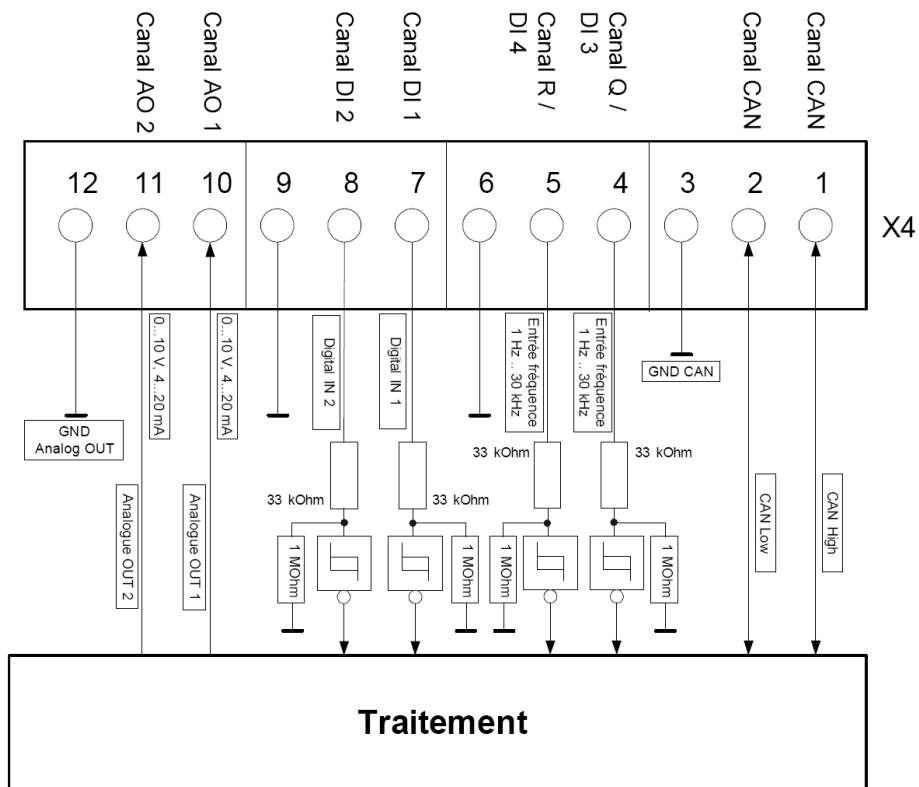 Canal AO 2
Canal AO 1
Canal DI 2
Canal DI 1
Canal R /
DI 4
Canal Q /
DI 3
Canal CAN
Canal CAN
12
11
10
9
8
7
6
5
4
3
2
1
X4
0...10 V, 4...20 mA
0...10 V, 4...20 mA
Digital IN 2
Digital IN 1
Entrée fréquence
1 Hz .. 30 kHz
Entrée fréquence
1 Hz .. 30 kHz
GND CAN
GND
Analog OUT
33 kOhm
33 kOhm
33 kOhm
33 kOhm
Analogue OUT 2
Analogue OUT 1
1 MOhm
1 MOhm
1 MOhm
1 MOhm
CAN Low
CAN High
Traitement